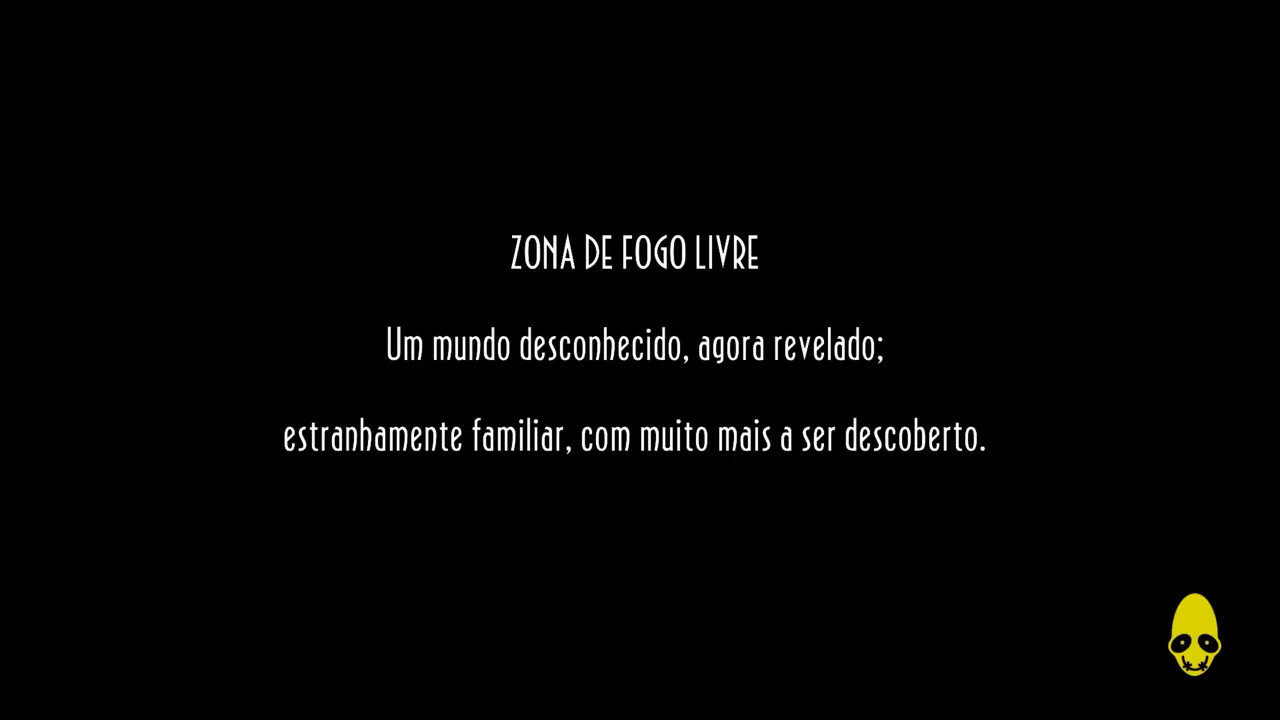 ZONA DE FOGO LIVRE
Um mundo desconhecido, agora revelado;
estranhamente familiar, com muito mais a ser descoberto.